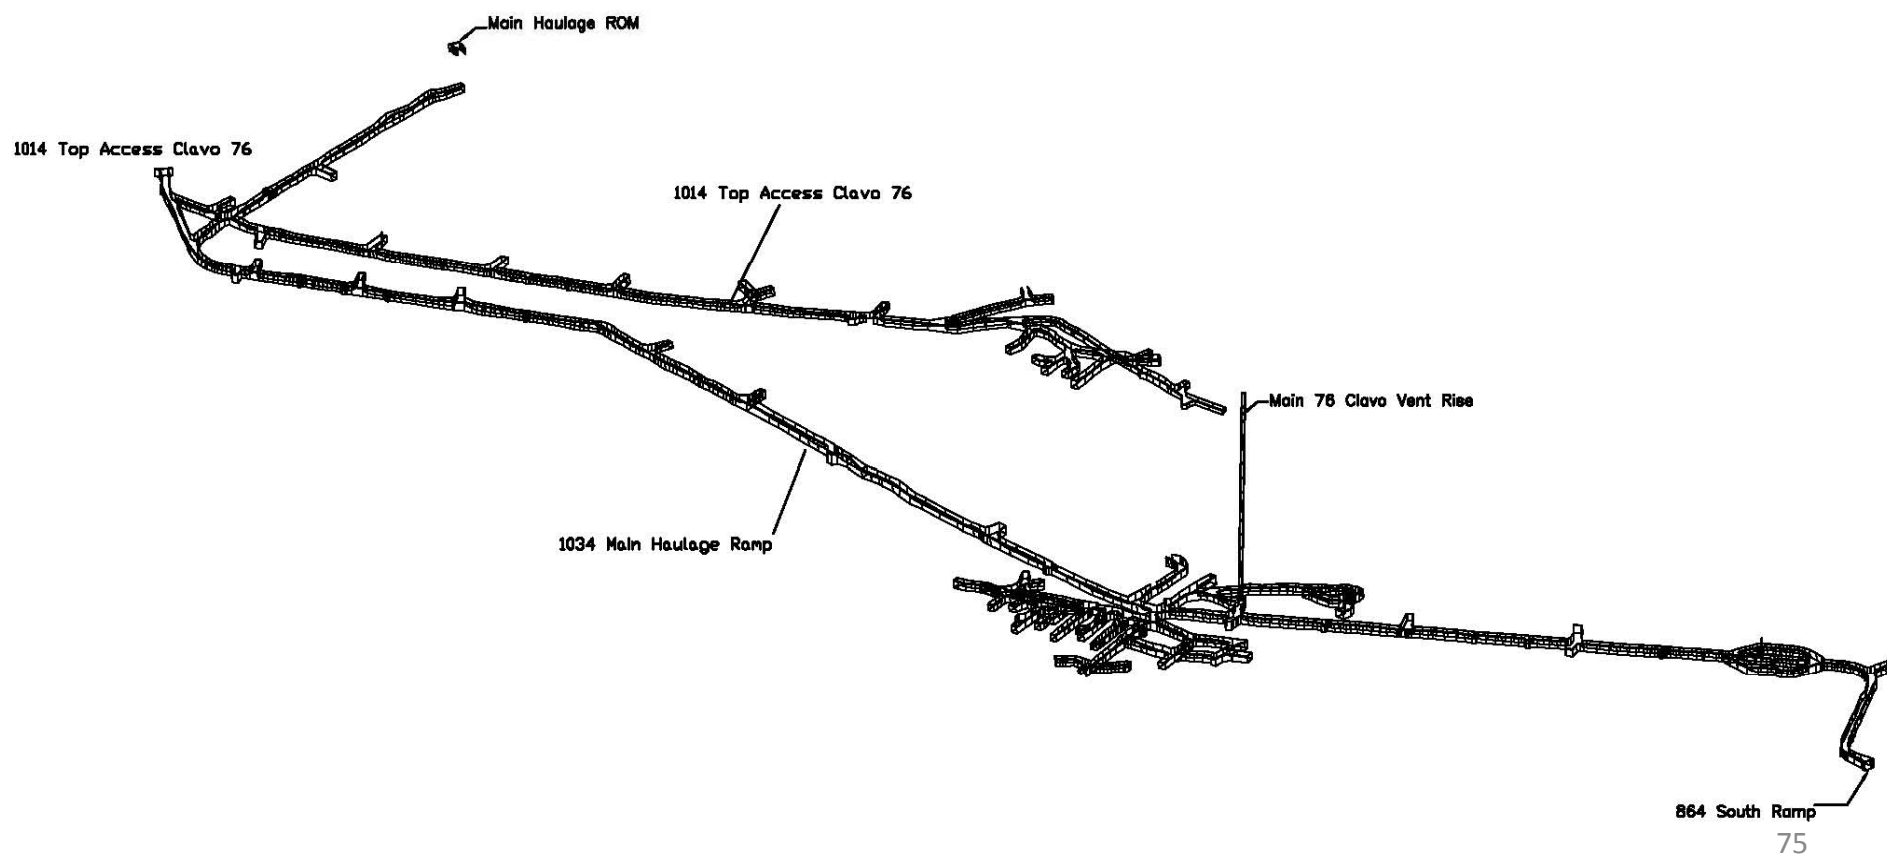 Main Haulage ROM
1014 Top Access Clavo 76
1014 Top Access Clavo 76
Main 76 Clavo Vent Rise
1034 Main Haulage Ramp
864 South Ramp
75